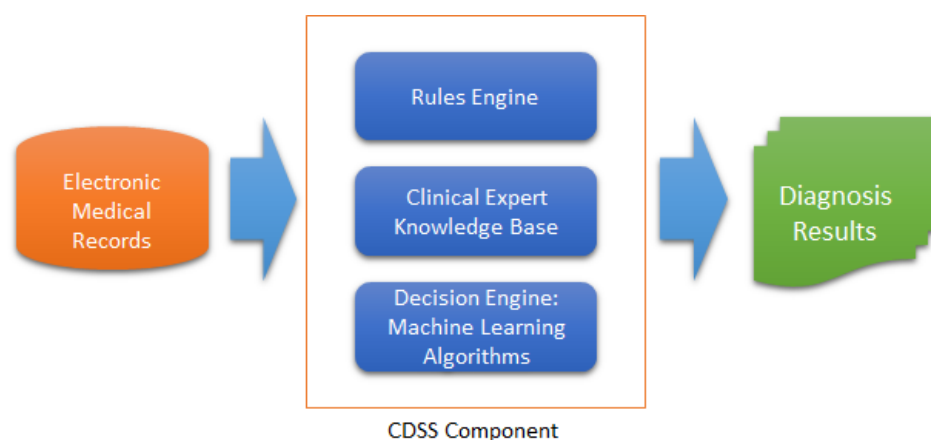 Electronic
Medical
Records
Rules Engine
Clinical Expert
Knowledge Base
Decision Engine:
Machine Learning
Algorithms
Diagnosis
Results
CDSS Component